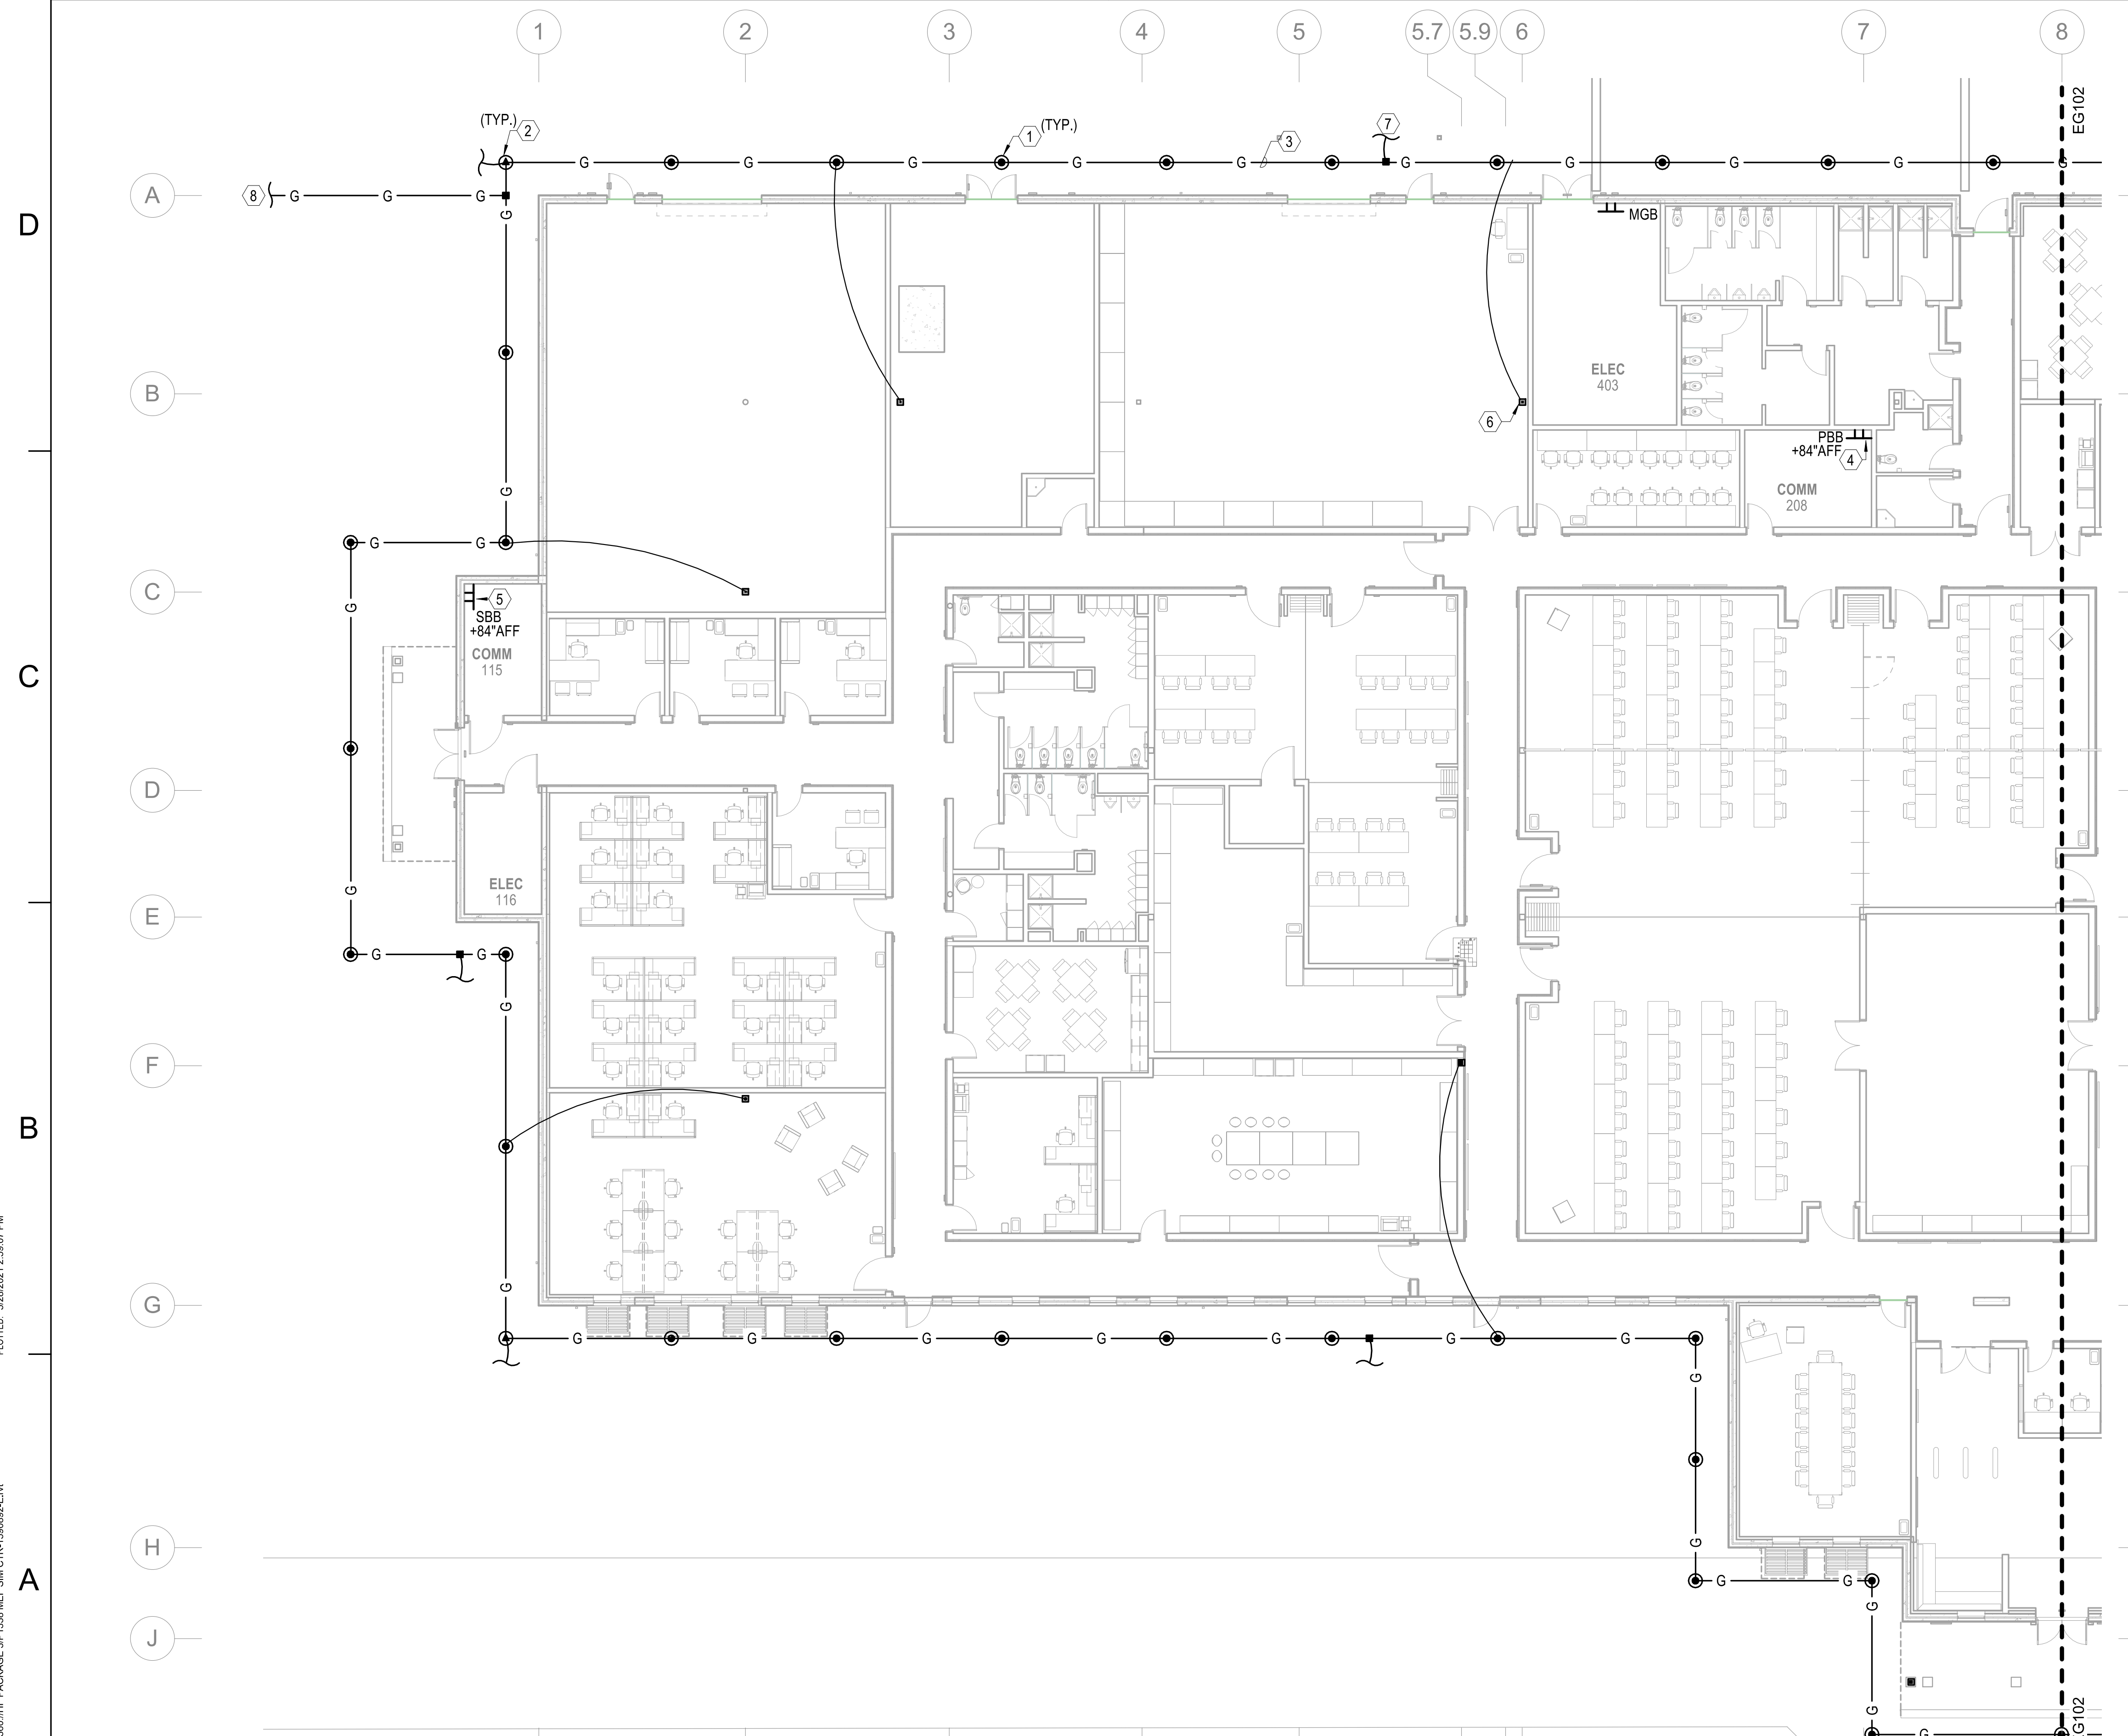 1 2 3 4 5 5.7 5.9 6 7 8
EG102
(TYP.) 2
1 (TYP.)
3
7
G G G G G G G G G G
8 G G G
A
D
G
MGB
B
ELEC
403
6
PBB
+84"AFF
4
COMM
208
G
G G
C
5
SBB
+84"AFF
G
COMM
115
C
D
ELEC
116
G
E
G G
G
F
B
G
G
G G G G G G G
G
G
H
G G
A
G
J
G
G
G102